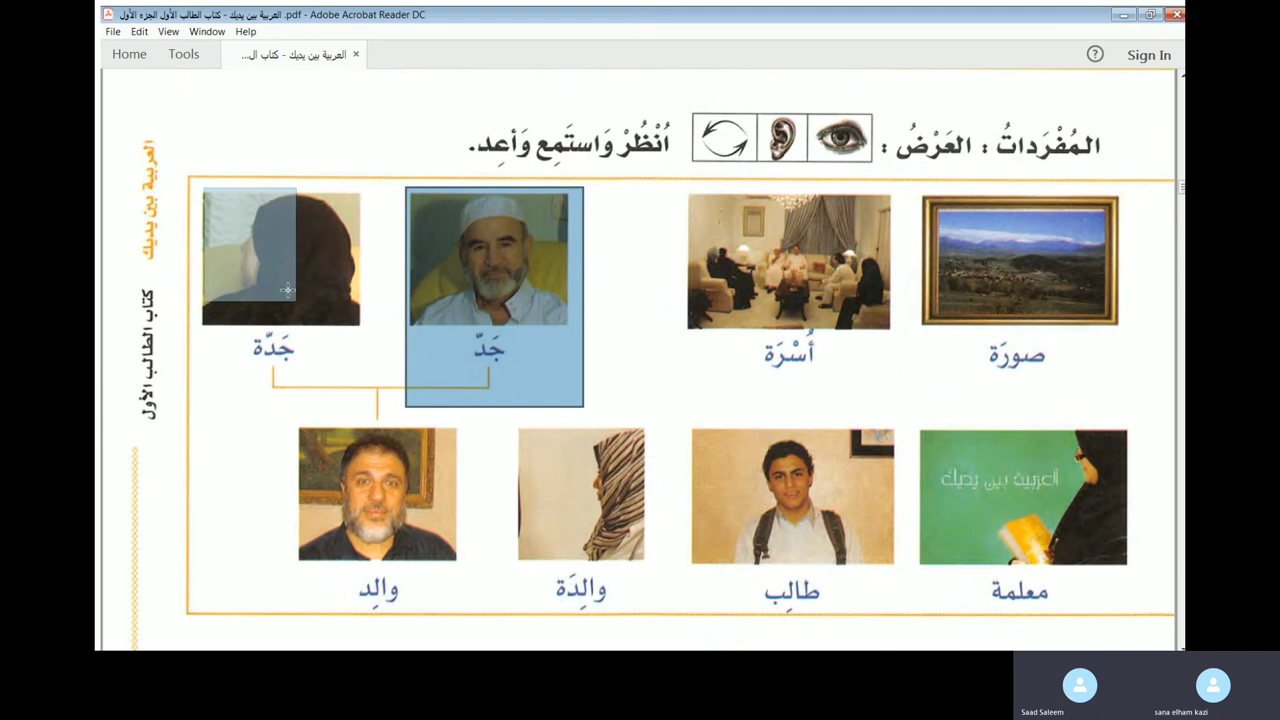 العربية بين يديك - كتاب الطالب الأول الجزء الأول .pdf - Adobe Acrobat Reader DC
File Edit View Window Help
Home Tools العربية بين يديك - كتاب ال... × ? Sign In
المُفْرَداتُ : العَرْضُ : اُنْظُرْ وَاستَمِع وَأعِد.
صورَة
أُسْرَة
جَدّ
جَدّة
العربية بين يديك
معلمة
طالِب
والِدَة
والِد
العربية بين يديك
كتاب الطالب الأول
Saad Saleem
sana elham kazi